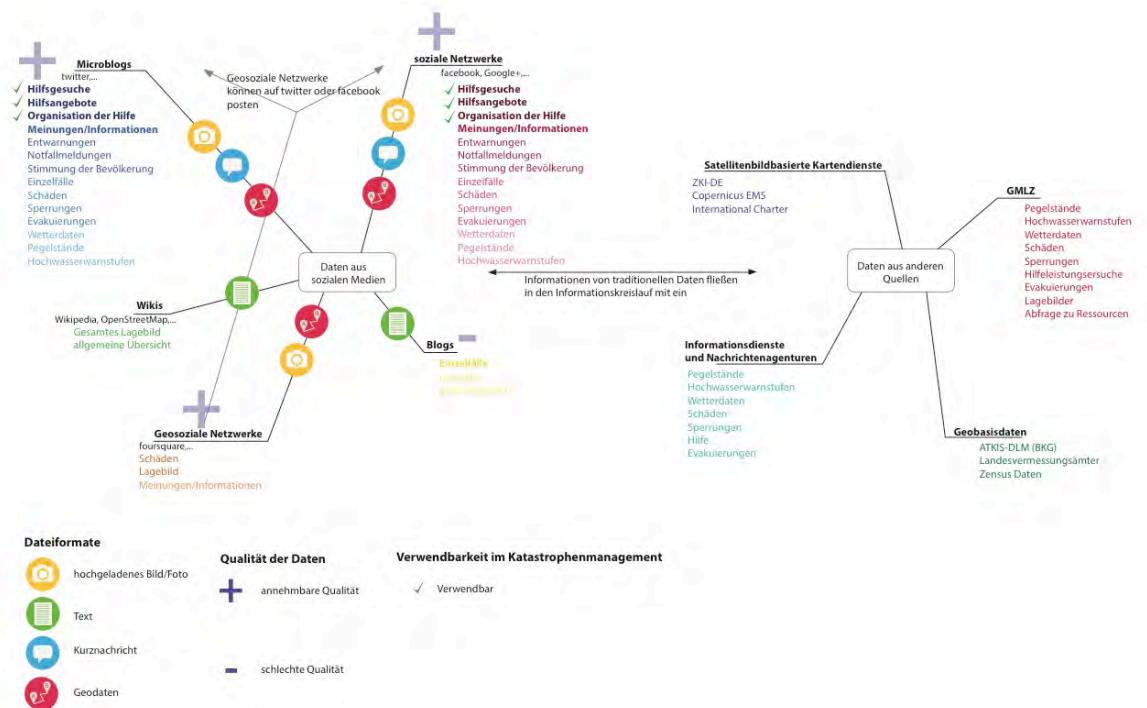 Microblogs
twitter,...
Hilfsgesuche
Hilfsangebote
Organisation der Hilfe
Meinungen/Informationen
Entwarnungen
Notfallmeldungen
Stimmung der Bevölkerung
Einzelfälle
Schäden
Sperrungen
Evakuierungen
Wetterdaten
Pegelstände
Hochwasserwarnstufen
Geosoziale Netzwerke
können auf twitter oder facebook
posten
soziale Netzwerke
facebook, Google+,...
Hilfsgesuche
Hilfsangebote
Organisation der Hilfe
Meinungen/Informationen
Entwarnungen
Notfallmeldungen
Stimmung der Bevölkerung
Einzelfälle
Schäden
Sperrungen
Evakuierungen
Wetterdaten
Pegelstände
Hochwasserwarnstufen
Daten aus
sozialen Medien
Wikis
Wikipedia, OpenStreetMap,...
Gesamtes Lagebild
allgemeine Übersicht
Blogs
Einzelfälle
Geosoziale Netzwerke
foursquare,...
Schäden
Lagebild
Meinungen/Informationen
Informationen von traditionellen Daten fließen
in den Informationskreislauf mit ein
Satellitenbildbasierte Kartendienste
ZKI-DE
Copernicus EMS
International Charter
GMLZ
Pegelstände
Hochwasserwarnstufen
Wetterdaten
Schäden
Sperrungen
Hilfeleistungsersuche
Evakuierungen
Lagebilder
Abfrage zu Ressourcen
Daten aus anderen
Quellen
Informationsdienste
und Nachrichtenagenturen
Pegelstände
Hochwasserwarnstufen
Wetterdaten
Schäden
Sperrungen
Hilfe
Evakuierungen
Geobasisdaten
ATKIS-DLM (BKG)
Landesvermessungsämter
Zensus Daten
Dateiformate
hochgeladenes Bild/Foto
Text
Kurznachricht
Geodaten
Qualität der Daten
annehmbare Qualität
schlechte Qualität
Verwendbarkeit im Katastrophenmanagement
Verwendbar